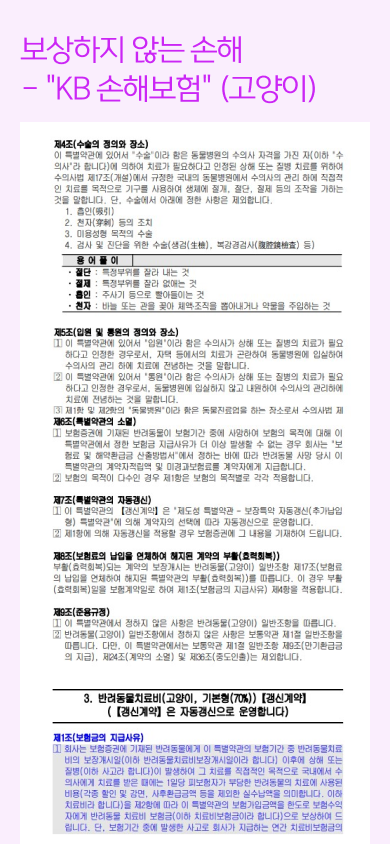 보상하지 않는 손해
- "KB 손해보험" (고양이)
제4조(수술의 정의와 장소)
이 특별약관에 있어서 "수술"이라 함은 동물병원의 수의사 자격을 가진 자(이하 "수
의사"라 합니다)에 의하여 치료가 필요하다고 인정된 상해 또는 질병 치료를 위하여
수의사법 제17조(개설)에서 규정한 국내의 동물병원에서 수의사의 관리 하에 직접적
인 치료를 목적으로 기구를 사용하여 생체에 절개, 절단, 절제 등의 조작을 가하는
것을 말합니다. 단, 수술에서 아래에 정한 사항은 제외합니다.
1. 흡인(吸引)
2. 천자(穿刺) 등의 조치
3. 미용성형 목적의 수술
4. 검사 및 진단을 위한 수술(생검(生檢), 복강경검사(腹腔鏡檢査) 등)
용 어 풀 이
· 절단 : 특정부위를 잘라 내는 것
· 절제 : 특정부위를 잘라 없애는 것
· 흡인 : 주사기 등으로 빨아들이는 것
· 천자 : 바늘 또는 관을 꽂아 체액·조직을 뽑아내거나 약물을 주입하는 것
제5조(입원 및 통원의 정의와 장소)
① 이 특별약관에 있어서 "입원"이라 함은 수의사가 상해 또는 질병의 치료가 필요
하다고 인정한 경우로서, 자택 등에서의 치료가 곤란하여 동물병원에 입실하여
수의사의 관리 하에 치료에 전념하는 것을 말합니다.
② 이 특별약관에 있어서 "통원"이라 함은 수의사가 상해 또는 질병의 치료가 필요
하다고 인정한 경우로서, 동물병원에 입실하지 않고 내원하여 수의사의 관리하에
치료에 전념하는 것을 말합니다.
③ 제1항 및 제2항의 "동물병원"이라 함은 동물진료업을 하는 장소로서 수의사법 제
제6조(특별약관의 소멸)
① 보험증권에 기재된 반려동물이 보험기간 중에 사망하여 보험의 목적에 대해 이
특별약관에서 정한 보험금 지급사유가 더 이상 발생할 수 없는 경우 회사는 "보
험료 및 해약환급금 산출방법서"에서 정하는 바에 따라 반려동물 사망 당시 이
특별약관의 계약자적립액 및 미경과보험료를 계약자에게 지급합니다.
② 보험의 목적이 다수인 경우 제1항은 보험의 목적별로 각각 적용합니다.
제7조(특별약관의 자동갱신)
① 이 특별약관의 【갱신계약】은 "제도성 특별약관 - 보장특약 자동갱신(추가납입
형) 특별약관"에 의해 계약자의 선택에 따라 자동갱신으로 운영합니다.
② 제1항에 의해 자동갱신을 적용할 경우 보험증권에 그 내용을 기재하여 드립니다.
제8조(보험료의 납입을 연체하여 해지된 계약의 부활(효력회복))
부활(효력회복)되는 계약의 보장개시는 반려동물(고양이) 일반조항 제17조(보험료
의 납입을 연체하여 해지된 특별약관의 부활(효력회복))를 따릅니다. 이 경우 부활
(효력회복)일을 보험계약일로 하여 제1조(보험금의 지급사유) 제4항을 적용합니다.
제9조(준용규정)
① 이 특별약관에서 정하지 않은 사항은 반려동물(고양이) 일반조항을 따릅니다.
② 반려동물(고양이) 일반조항에서 정하지 않은 사항은 보통약관 제1절 일반조항을
따릅니다. 다만, 이 특별약관에서는 보통약관 제1절 일반조항 제9조(만기환급금
의 지급), 제24조(계약의 소멸) 및 제36조(중도인출)는 제외합니다.
3. 반려동물치료비(고양이, 기본형(70%))【갱신계약】
(【갱신계약】은 자동갱신으로 운영합니다)
제1조(보험금의 지급사유)
① 회사는 보험증권에 기재된 반려동물에게 이 특별약관의 보험기간 중 반려동물치료
비의 보장개시일(이하 반려동물치료비보장개시일이라 합니다) 이후에 상해 또는
질병(이하 사고라 합니다)이 발생하여 그 치료를 직접적인 목적으로 국내에서 수
의사에게 치료를 받은 때에는 1일당 피보험자가 부담한 반려동물의 치료에 사용된
비용(각종 할인 및 감면, 사후환급금액 등을 제외한 실수납액을 의미합니다. 이하
치료비라 합니다)을 제2항에 따라 이 특별약관의 보험가입금액을 한도로 보험수익
자에게 반려동물 치료비 보험금(이하 치료비보험금이라 합니다)으로 보상하여 드
립니다. 단, 보험기간 중에 발생한 사고로 회사가 지급하는 연간 치료비보험금의